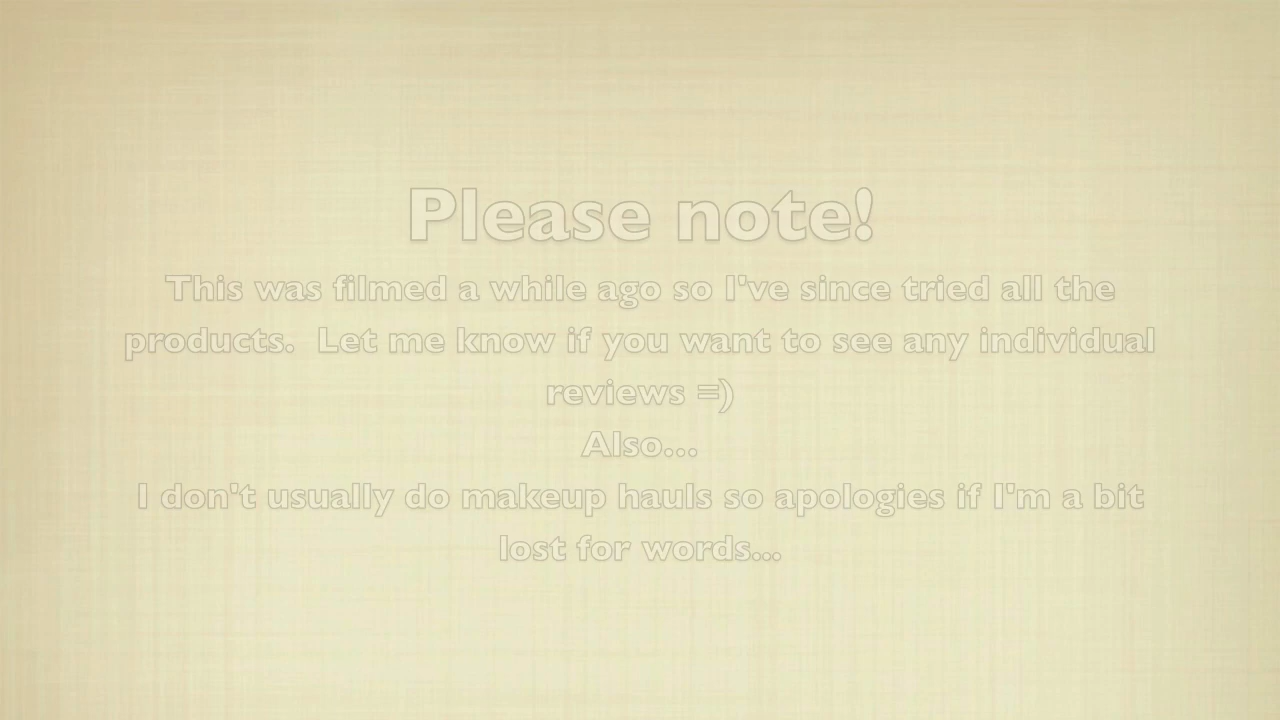 Please note!
This was filmed a while ago so I've since tried all the
products.  Let me know if you want to see any individual
reviews =)
Also...
I don't usually do makeup hauls so apologies if I'm a bit
lost for words...